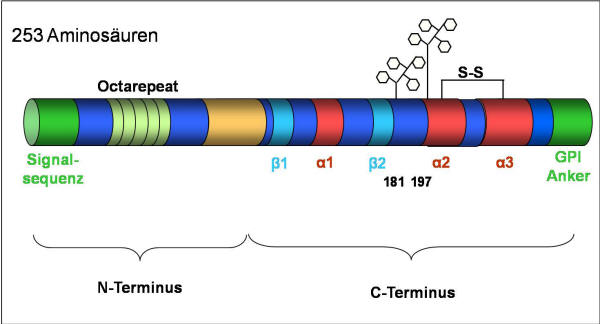 253 Aminosäuren
Octarepeat
S-S
Signal-
sequenz
β1
α1
β2
α2
α3
GPI
Anker
181 197
N-Terminus
C-Terminus